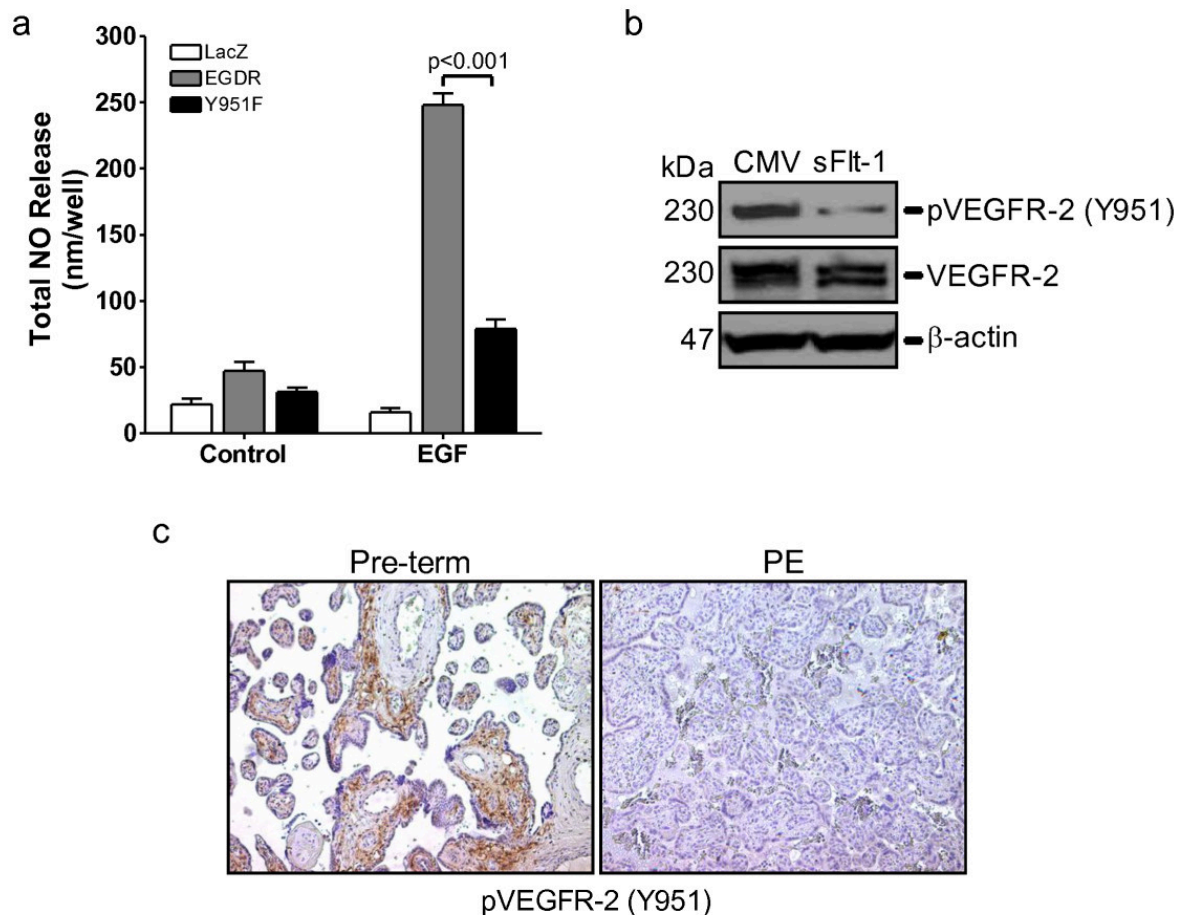 a
300
250
200
150
100
50
0
Total NO Release
(nm/well)
LacZ
EGDR
Y951F
p<0.001
Control EGF
b
kDa CMV sFlt-1
230 pVEGFR-2 (Y951)
230 VEGFR-2
47 β-actin
c
Pre-term PE
pVEGFR-2 (Y951)